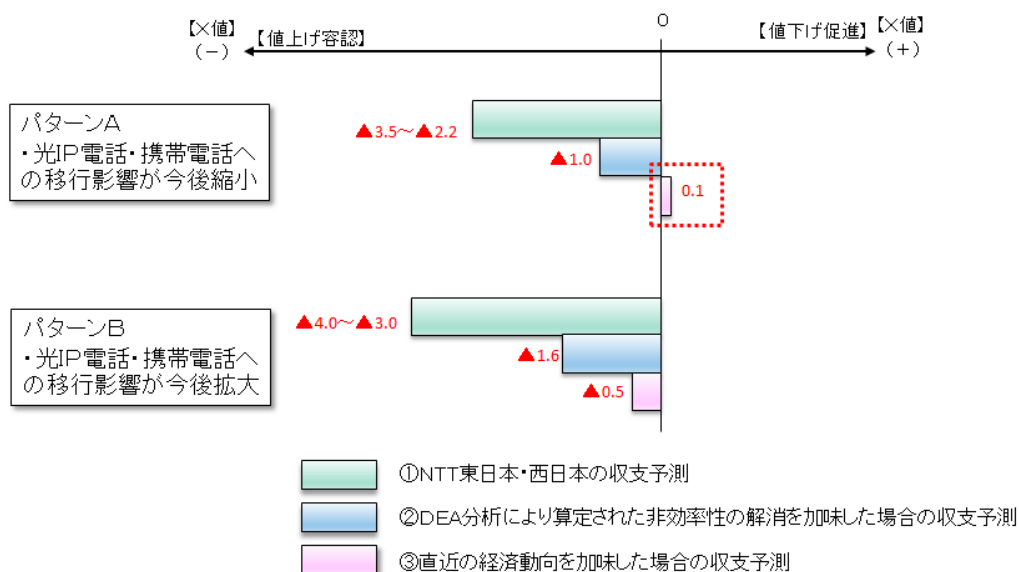 【X値】
(-)
【値上げ容認】
0
【値下げ促進】
【X値】
(+)
パターンA
・光IP電話・携帯電話へ
の移行影響が今後縮小
▲3.5~▲2.2
▲1.0
0.1
パターンB
・光IP電話・携帯電話へ
の移行影響が今後拡大
▲4.0~▲3.0
▲1.6
▲0.5
①NTT東日本・西日本の収支予測
②DEA分析により算定された非効率性の解消を加味した場合の収支予測
③直近の経済動向を加味した場合の収支予測